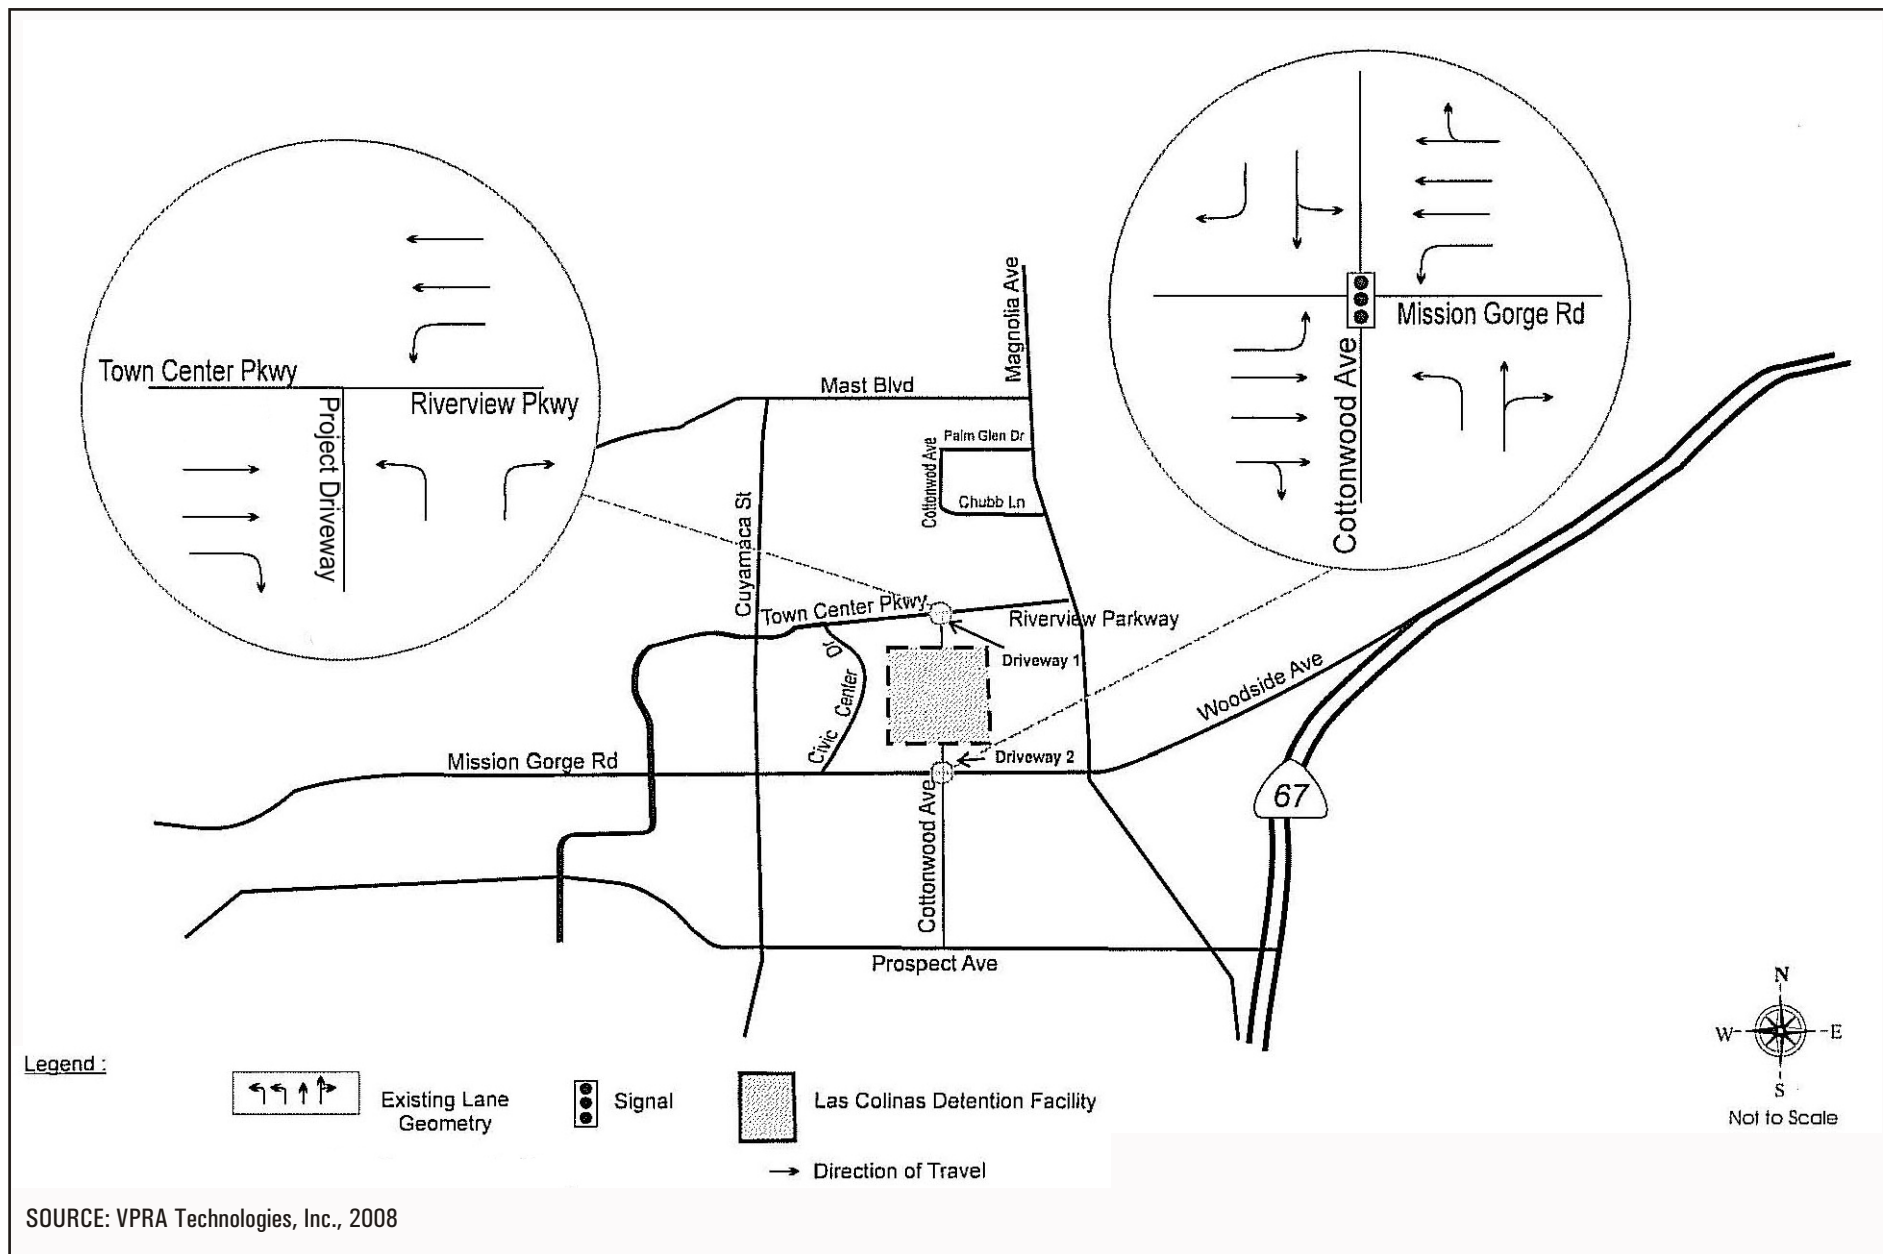 Town Center Pkwy
Riverview Pkwy
Project Driveway
Mission Gorge Rd
Cottonwood Ave
Magnolia Ave
Mast Blvd
Palm Glen Dr
Cottonwood Ave
Chubb Ln
Cuyamaca St
Town Center Pkwy
Riverview Parkway
Driveway 1
Civic Center Dr
Woodside Ave
Mission Gorge Rd
Driveway 2
67
Cottonwood Ave
Prospect Ave
N
W
E
S
Not to Scale
Legend :
Existing Lane
Geometry
Signal
Las Colinas Detention Facility
Direction of Travel
SOURCE: VPRA Technologies, Inc., 2008